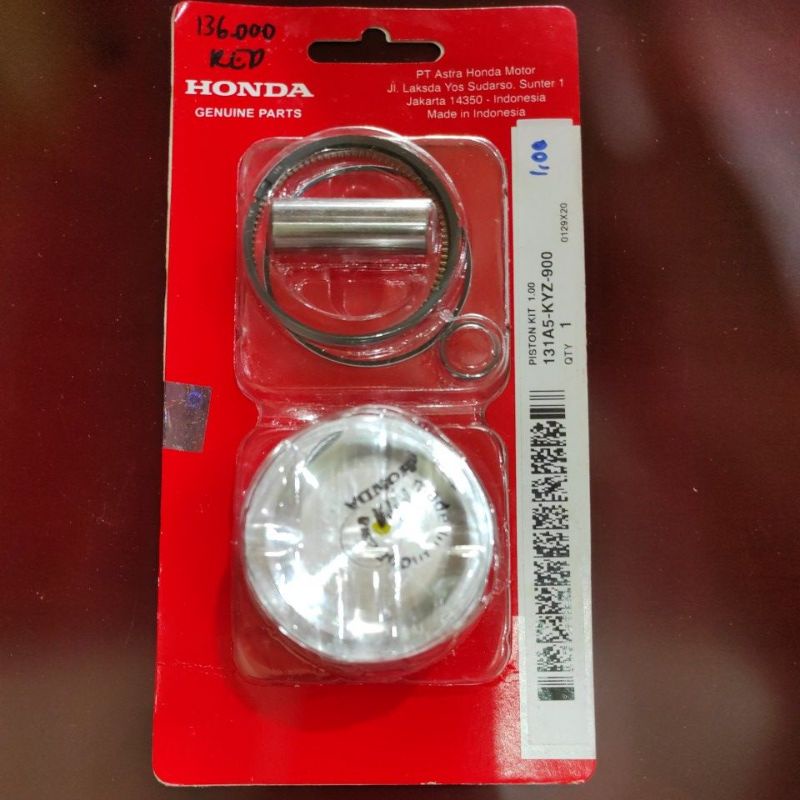 136.000
RED
HONDA
GENUINE PARTS
PT Astra Honda Motor
Jl. Laksda Yos Sudarso. Sunter 1
Jakarta 14350 - Indonesia
Made in Indonesia
1,00
PISTON KIT 1.00
131A5-KYZ-900
QTY 1
0129X20
HONDA